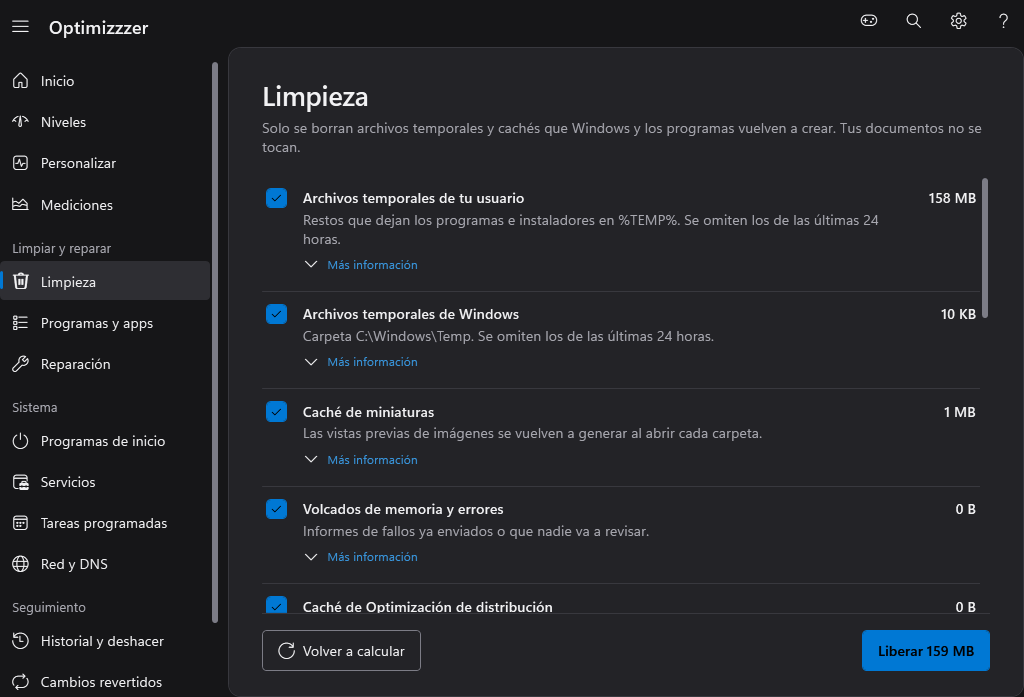 Optimizzzer
Inicio
Niveles
Personalizar
Mediciones
Limpiar y reparar
Limpieza
Programas y apps
Reparación
Sistema
Programas de inicio
Servicios
Tareas programadas
Red y DNS
Seguimiento
Historial y deshacer
Cambios revertidos
Limpieza
Solo se borran archivos temporales y cachés que Windows y los programas vuelven a crear. Tus documentos no se
tocan.
Archivos temporales de tu usuario 158 MB
Restos que dejan los programas e instaladores en %TEMP%. Se omiten los de las últimas 24
horas.
Más información
Archivos temporales de Windows 10 KB
Carpeta C:\Windows\Temp. Se omiten los de las últimas 24 horas.
Más información
Caché de miniaturas 1 MB
Las vistas previas de imágenes se vuelven a generar al abrir cada carpeta.
Más información
Volcados de memoria y errores 0 B
Informes de fallos ya enviados o que nadie va a revisar.
Más información
Caché de Optimización de distribución 0 B
Volver a calcular Liberar 159 MB